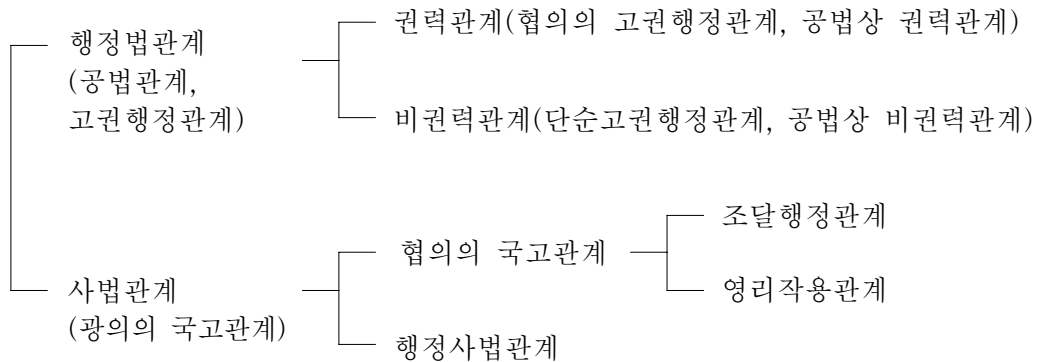 권력관계(협의의 고권행정관계, 공법상 권력관계)
행정법관계
(공법관계,
고권행정관계)
비권력관계(단순고권행정관계, 공법상 비권력관계)
조달행정관계
협의의 국고관계
사법관계
(광의의 국고관계)
영리작용관계
행정사법관계